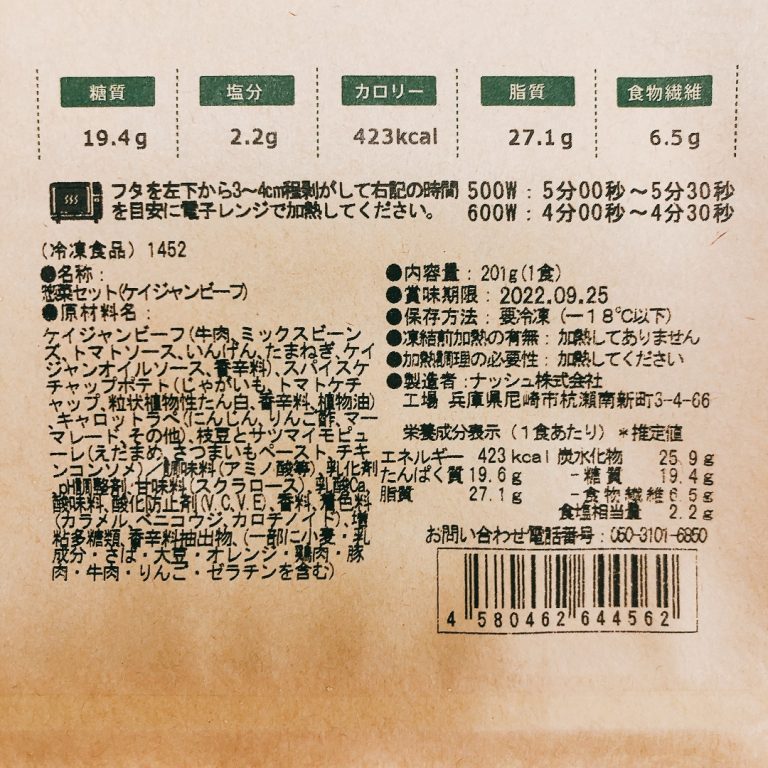 糖質 塩分 カロリー 脂質 食物繊維
19.4g 2.2g 423kcal 27.1g 6.5g
フタを左下から3～4cm程剥がして右記の時間 500W：5分00秒～5分30秒
を目安に電子レンジで加熱してください。 600W：4分00秒～4分30秒
(冷凍食品) 1452
●名称：
惣菜セット(ケイジャンビーフ)
●原材料名：
ケイジャンビーフ(牛肉、ミックスビーン
ズ、トマトソース、いんげん、たまねぎ、ケイ
ジャンオイルソース、香辛料)、スパイスケ
チャップポテト(じゃがいも、トマトケチ
ャップ、粒状植物性たん白、香辛料、植物油)
、キャロットラペ(にんじん、りんご酢、マー
マレード、その他)、枝豆とサツマイモピュ
ーレ(えだまめ、さつまいもペースト、チキ
ンコンソメ)／調味料(アミノ酸等)、乳化剤
、pH調整剤、甘味料(スクラロース)、乳酸Ca、
酸味料、酸化防止剤(V.C,V.E)、香料、着色料
(カラメル、ベニコウジ、カロチノイド)、増
粘多糖類、香辛料抽出物、(一部に小麦・乳
成分・さば・大豆・オレンジ・鶏肉・豚
肉・牛肉・りんご・ゼラチンを含む)
●内容量：201g(1食)
●賞味期限：2022.09.25
●保存方法：要冷凍(－18℃以下)
●凍結前加熱の有無：加熱してありません
●加熱調理の必要性：加熱してください
●製造者：ナッシュ株式会社
工場 兵庫県尼崎市杭瀬南新町3-4-66
栄養成分表示(1食あたり)＊推定値
エネルギー 423kcal 炭水化物 25.9g
たんぱく質 19.6g -糖質 19.4g
脂質 27.1g -食物繊維 6.5g
食塩相当量 2.2g
お問い合わせ電話番号：050-3101-6850
4 580462 644562